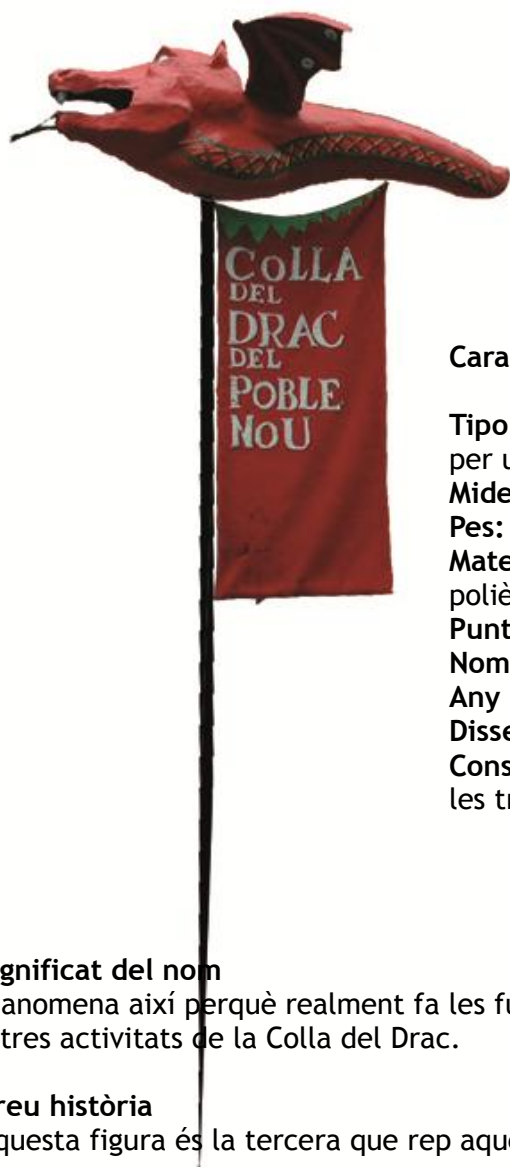 COLLA
DEL
DRAC
DEL
POBLE
NOU
Cara
Tipo
per u
Mide
Pes:
Mate
poliè
Punt
Nom
Any
Disse
Cons
les tr
gnificat del nom
anomena així perquè realment fa les fu
tres activitats de la Colla del Drac.
reu història
questa figura és la tercera que rep aque